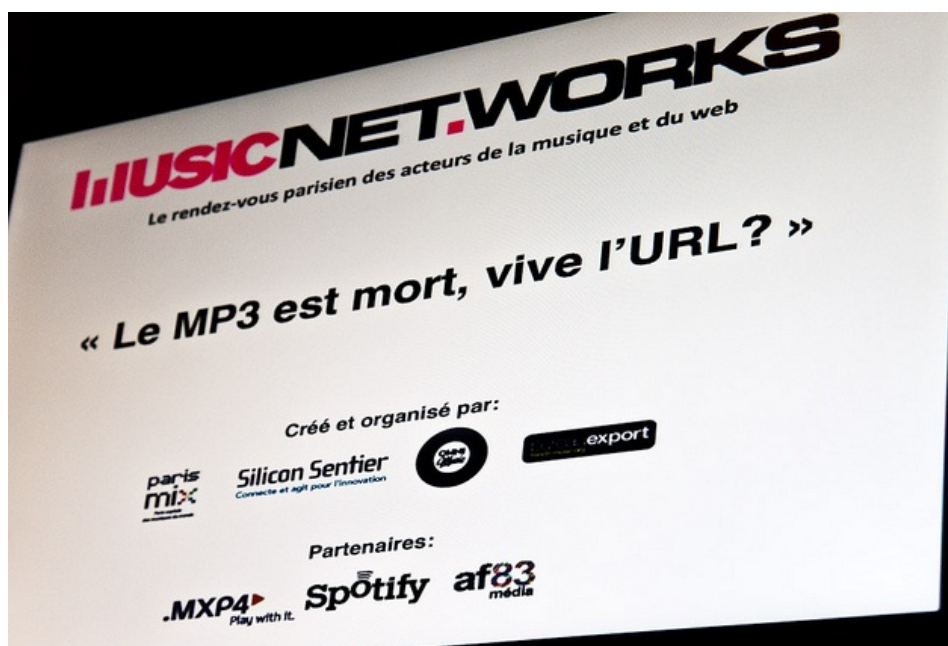 MUSICNET.WORKS
Le rendez-vous parisien des acteurs de la musique et du web
« Le MP3 est mort, vive l'URL? »
Créé et organisé par:
paris
mix
Silicon Sentier
Connecte et agit pour l'innovation
export
Partenaires:
.MXP4
Play with it.
Spotify
af83
média